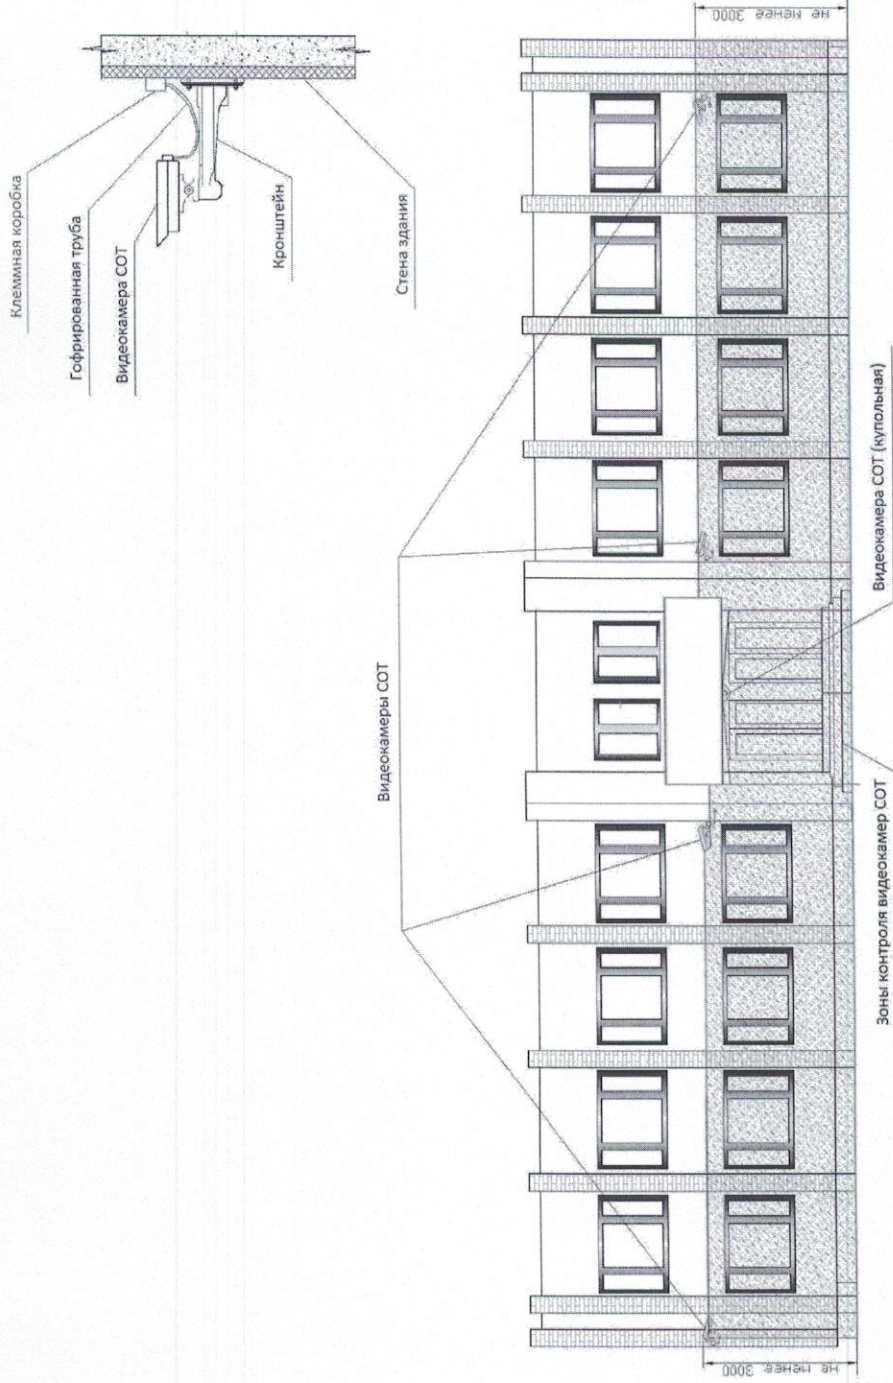 Клеммная коробка
Гофрированная труба
Видеокамера СОТ
Кронштейн
Стена здания
Видеокамеры СОТ
не менее 3000
не менее 3000
Зоны контроля видеокамер СОТ
Видеокамера СОТ (купольная)